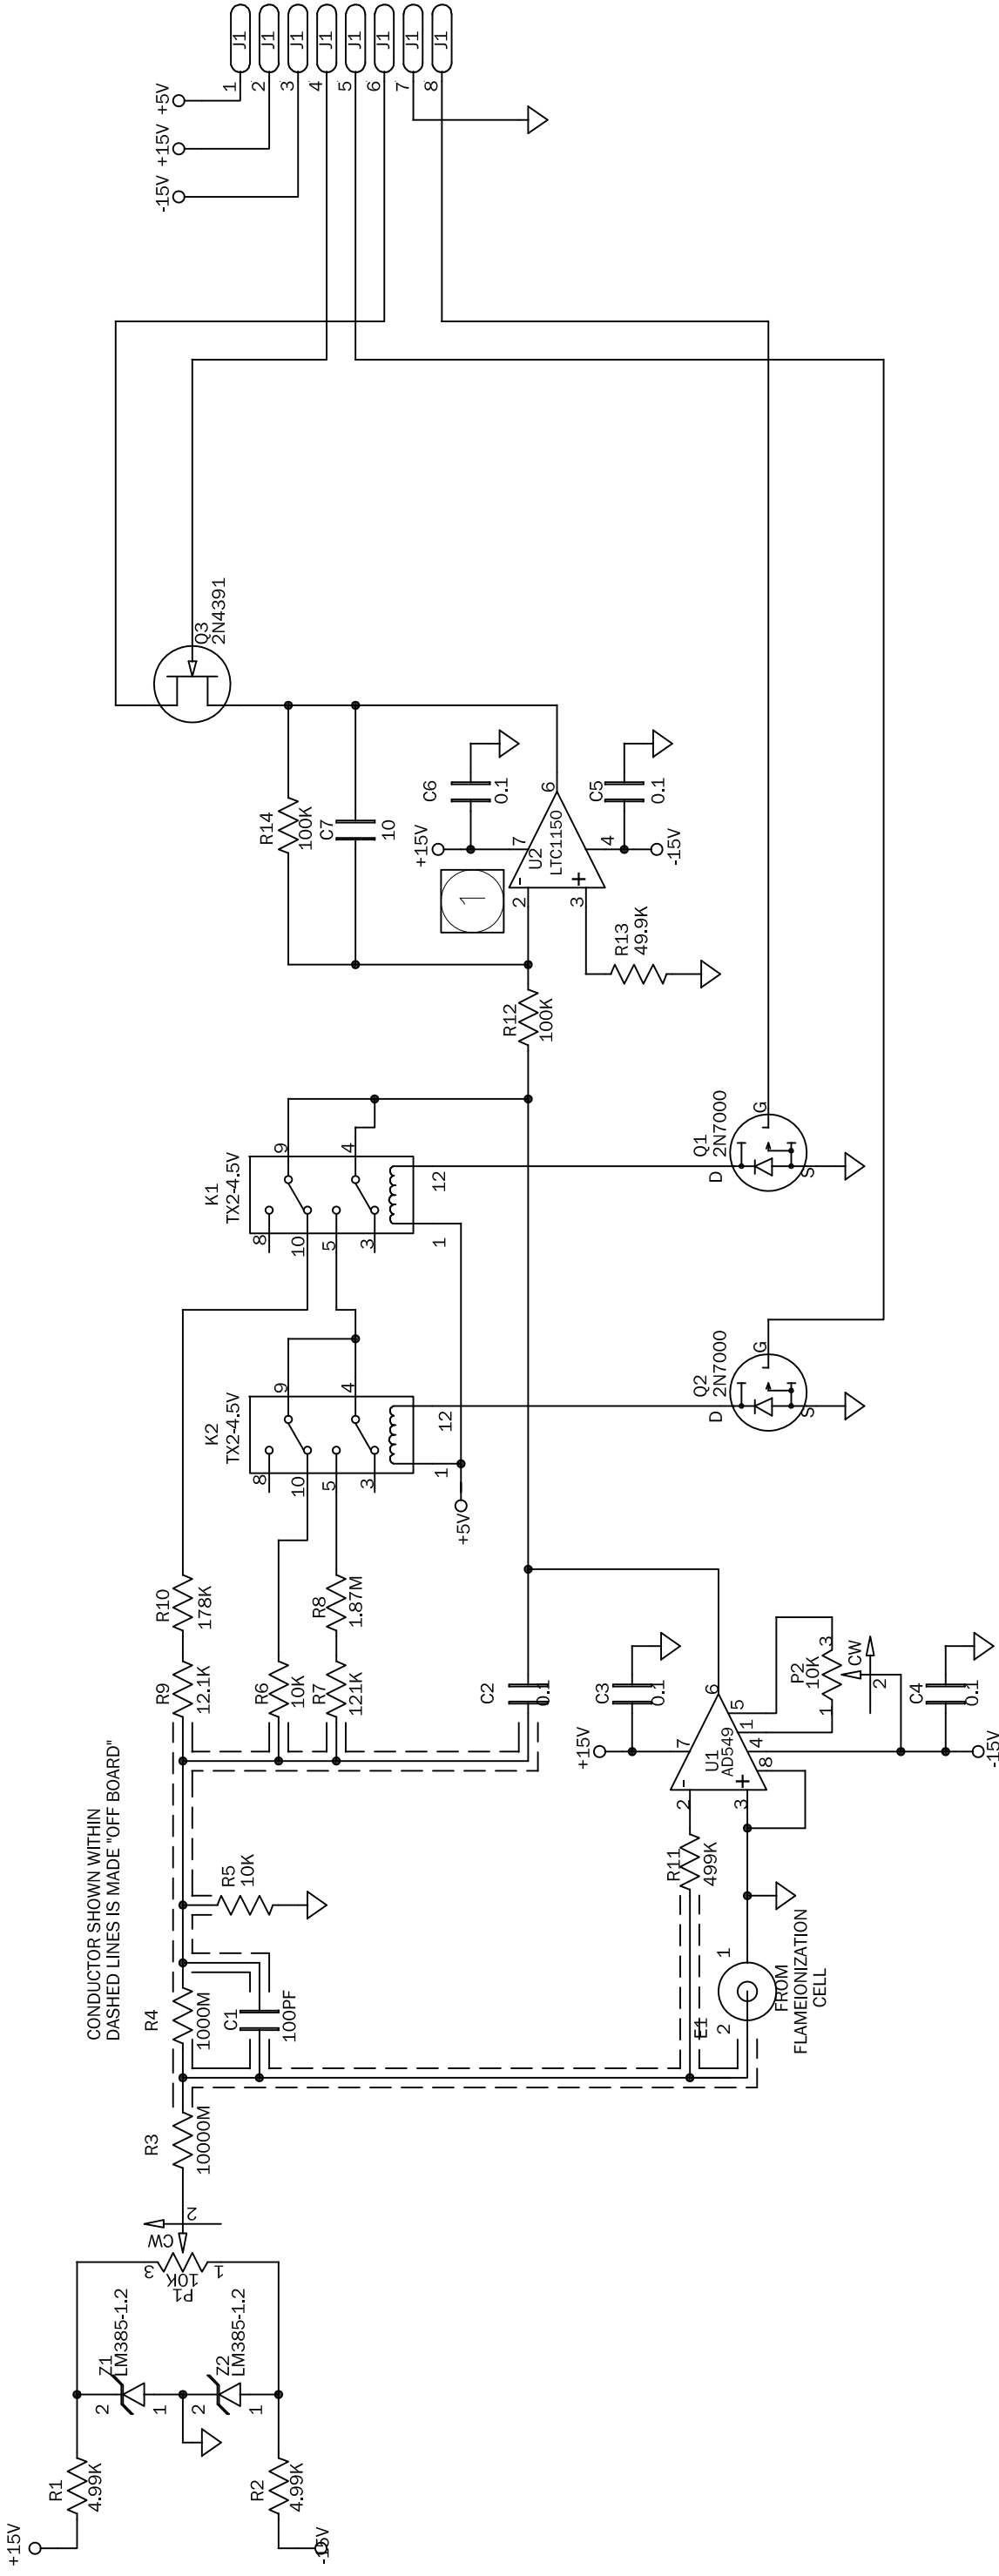 J1
J1
J1
J1
J1
J1
J1
J1
1
2
3
4
5
6
7
8
+5V
+15V
-15V
Q3
2N4391
R14
100K
C7
10
C6
0.1
+15V
7
U2
LTC1150
6
2
-
3
+
4
C5
0.1
-15V
1
R13
49.9K
R12
100K
K1
TX2-4.5V
9
4
12
8
10
5
3
1
Q1
2N7000
D
G
S
K2
TX2-4.5V
9
4
12
8
10
5
3
1
+5V
Q2
2N7000
D
G
S
R10
178K
R9
12.1K
R8
1.87M
R6
10K
R7
121K
C2
0.1
C3
0.1
+15V
7
U1
AD549
6
5
1
4
8
2
-
3
+
P2
10K
3
1
2
CW
C4
0.1
-15V
CONDUCTOR SHOWN WITHIN
DASHED LINES IS MADE "OFF BOARD"
R5
10K
R11
499K
R4
1000M
C1
100PF
E1
1
2
FROM
FLAMEIONIZATION
CELL
R3
10000M
2
CW
3
1
10K
P1
Z1
LM385-1.2
2
1
Z2
LM385-1.2
2
1
R1
4.99K
R2
4.99K
+15V
-15V